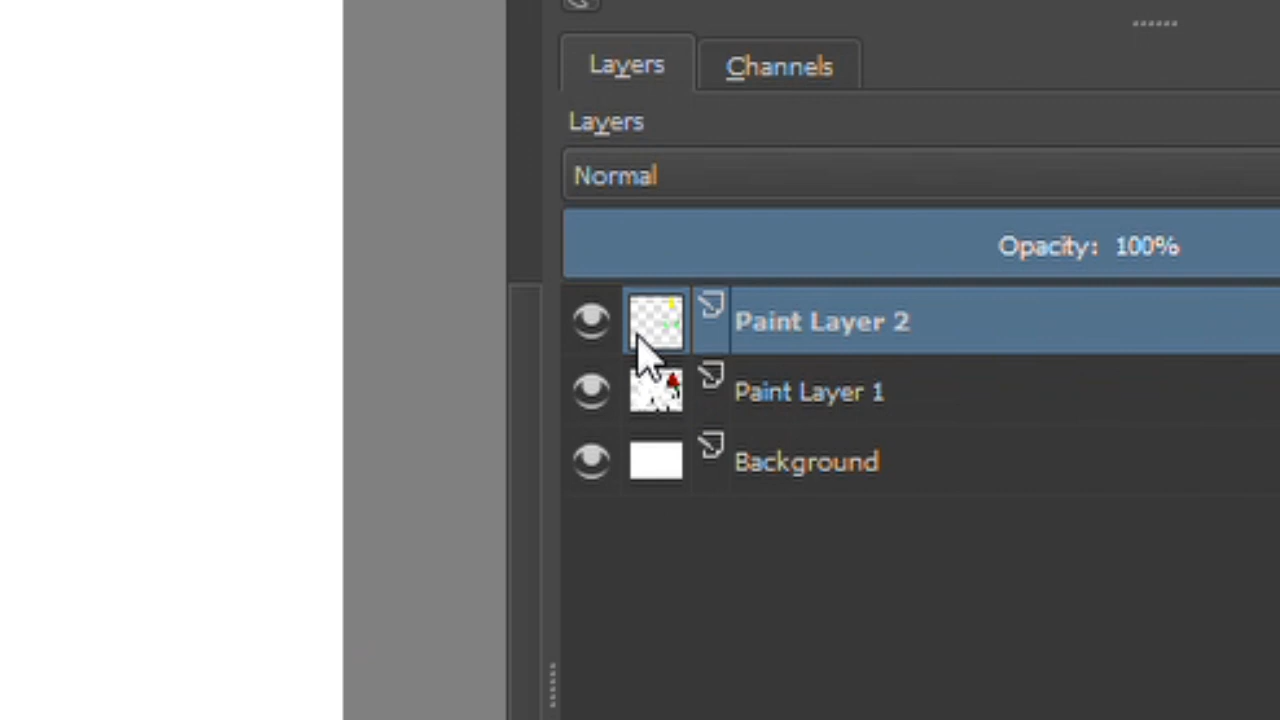 Layers Channels
Layers
Normal
Opacity: 100%
Paint Layer 2
Paint Layer 1
Background